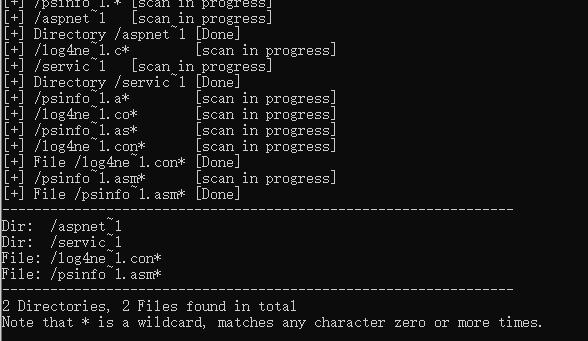 [+] /psinfo~1.* [scan in progress]
[+] /aspnet~1   [scan in progress]
[+] Directory /aspnet~1 [Done]
[+] /log4ne~1.c*        [scan in progress]
[+] /servic~1   [scan in progress]
[+] Directory /servic~1 [Done]
[+] /psinfo~1.a*        [scan in progress]
[+] /log4ne~1.co*       [scan in progress]
[+] /psinfo~1.as*       [scan in progress]
[+] /log4ne~1.con*      [scan in progress]
[+] File /log4ne~1.con* [Done]
[+] /psinfo~1.asm*      [scan in progress]
[+] File /psinfo~1.asm* [Done]
----------------------------------------------------------------
Dir:  /aspnet~1
Dir:  /servic~1
File: /log4ne~1.con*
File: /psinfo~1.asm*
----------------------------------------------------------------
2 Directories, 2 Files found in total
Note that * is a wildcard, matches any character zero or more times.